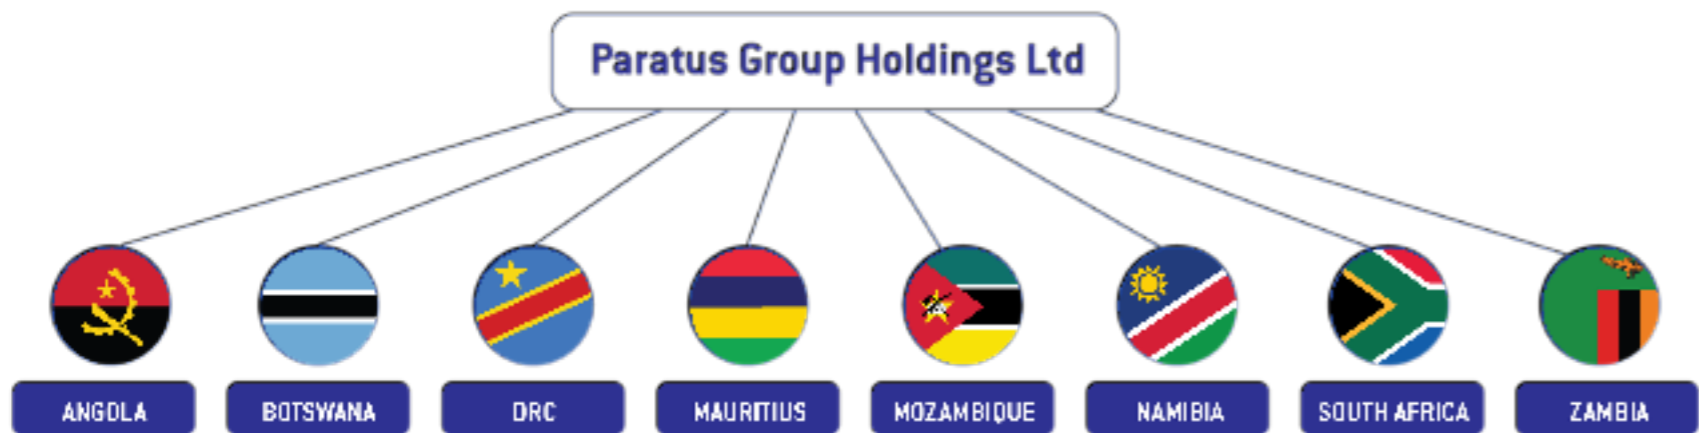 Paratus Group Holdings Ltd
ANGOLA
BOTSWANA
DRC
MAURITIUS
MOZAMBIQUE
NAMIBIA
SOUTH AFRICA
ZAMBIA